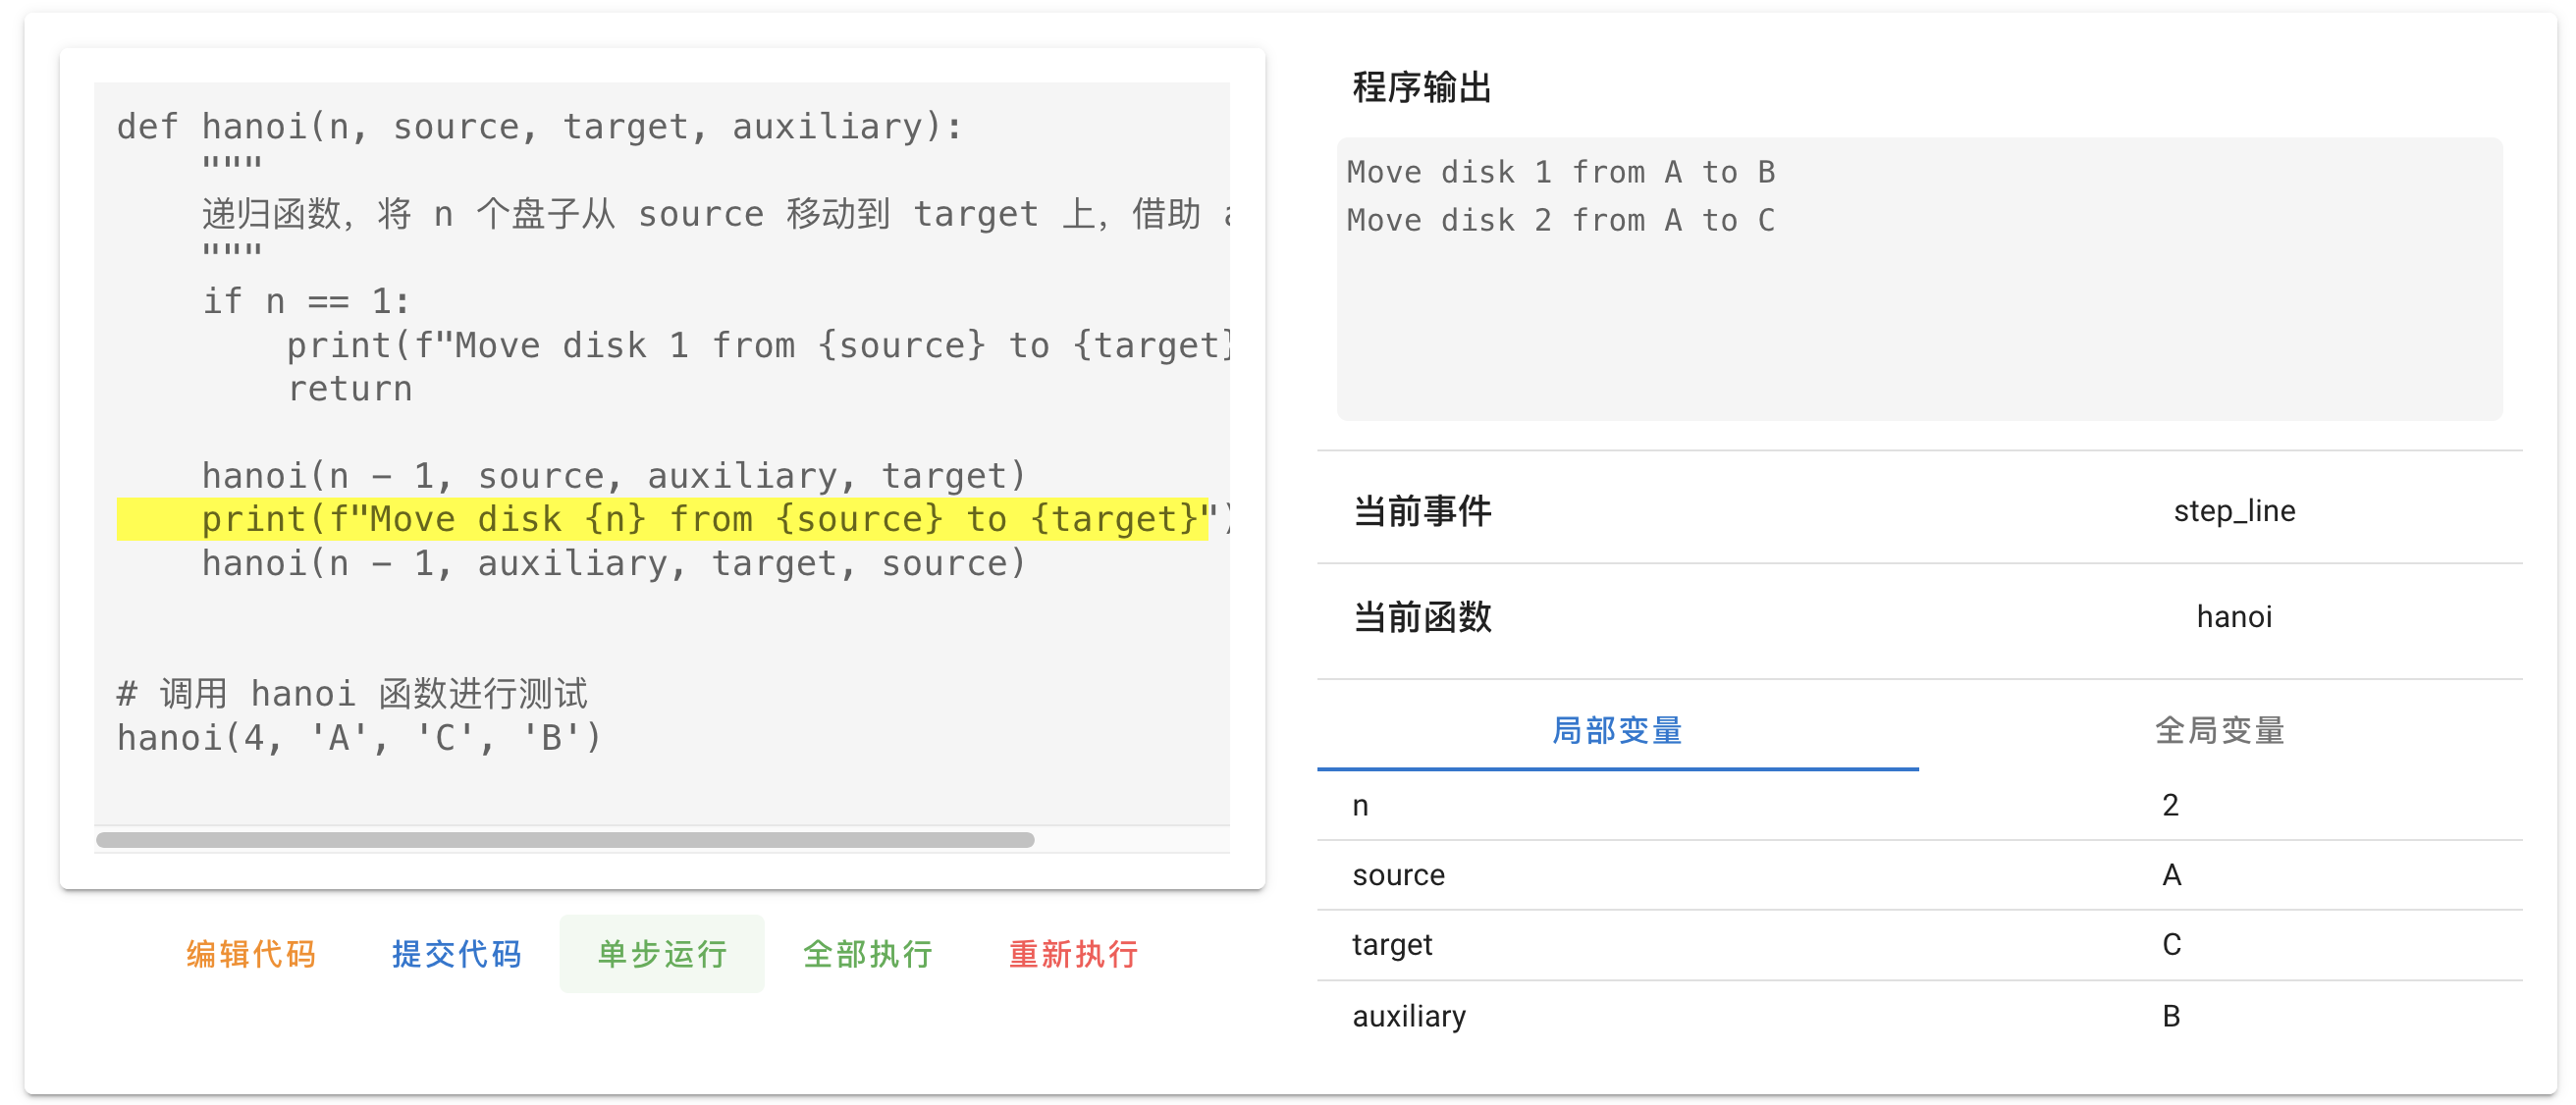 def hanoi(n, source, target, auxiliary):
    """
    递归函数，将 n 个盘子从 source 移动到 target 上，借助
    """
    if n == 1:
        print(f"Move disk 1 from {source} to {target}
        return
    hanoi(n - 1, source, auxiliary, target)
    print(f"Move disk {n} from {source} to {target}")
    hanoi(n - 1, auxiliary, target, source)
# 调用 hanoi 函数进行测试
hanoi(4, 'A', 'C', 'B')
编辑代码 提交代码 单步运行 全部执行 重新执行
程序输出
Move disk 1 from A to B
Move disk 2 from A to C
当前事件 step_line
当前函数 hanoi
局部变量 全局变量
n 2
source A
target C
auxiliary B